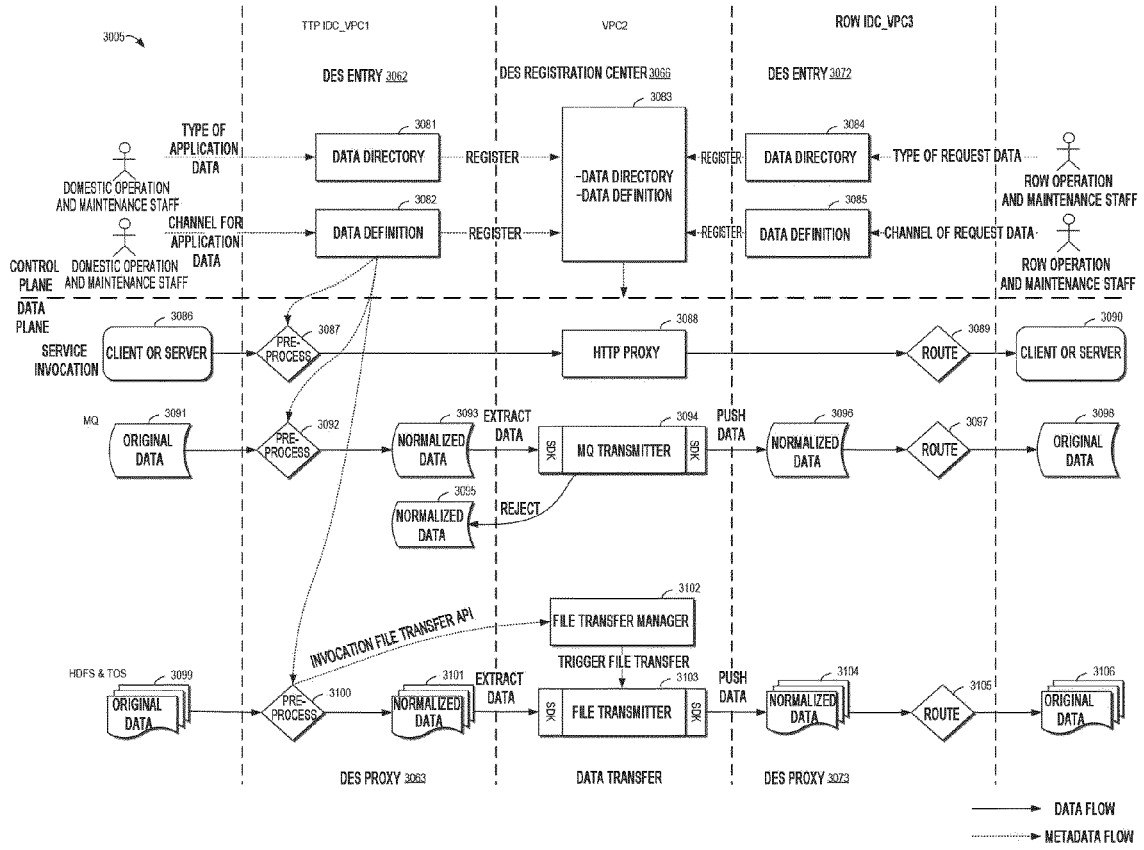 3005
TTP IDC_VPC1
VPC2
ROW IDC_VPC3
DES ENTRY 3062
DES REGISTRATION CENTER 3066
DES ENTRY 3072
3081
3083
3084
TYPE OF
APPLICATION
DATA
DATA DIRECTORY
REGISTER
-DATA DIRECTORY
-DATA DEFINITION
REGISTER
DATA DIRECTORY
TYPE OF REQUEST DATA
DOMESTIC OPERATION
AND MAINTENANCE STAFF
ROW OPERATION
AND MAINTENANCE STAFF
3082
3085
CHANNEL FOR
APPLICATION
DATA
DATA DEFINITION
REGISTER
REGISTER
DATA DEFINITION
CHANNEL OF REQUEST DATA
DOMESTIC OPERATION
AND MAINTENANCE STAFF
ROW OPERATION
AND MAINTENANCE STAFF
CONTROL
PLANE
DATA
PLANE
3086
3087
3088
3089
3090
SERVICE
INVOCATION
CLIENT OR SERVER
PRE-
PROCESS
HTTP PROXY
ROUTE
CLIENT OR SERVER
MQ
3091
3092
3093
EXTRACT
DATA
3094
PUSH
DATA
3096
3097
3098
ORIGINAL
DATA
PRE-
PROCESS
NORMALIZED
DATA
SDK
MQ TRANSMITTER
SDK
NORMALIZED
DATA
ROUTE
ORIGINAL
DATA
3095
NORMALIZED
DATA
REJECT
3102
INVOCATION FILE TRANSFER API
FILE TRANSFER MANAGER
TRIGGER FILE TRANSFER
HDFS & TOS
3099
3100
3101
EXTRACT
DATA
3103
PUSH
DATA
3104
3105
3106
ORIGINAL
DATA
PRE-
PROCESS
NORMALIZED
DATA
SDK
FILE TRANSMITTER
SDK
NORMALIZED
DATA
ROUTE
ORIGINAL
DATA
DES PROXY 3063
DATA TRANSFER
DES PROXY 3073
DATA FLOW
METADATA FLOW